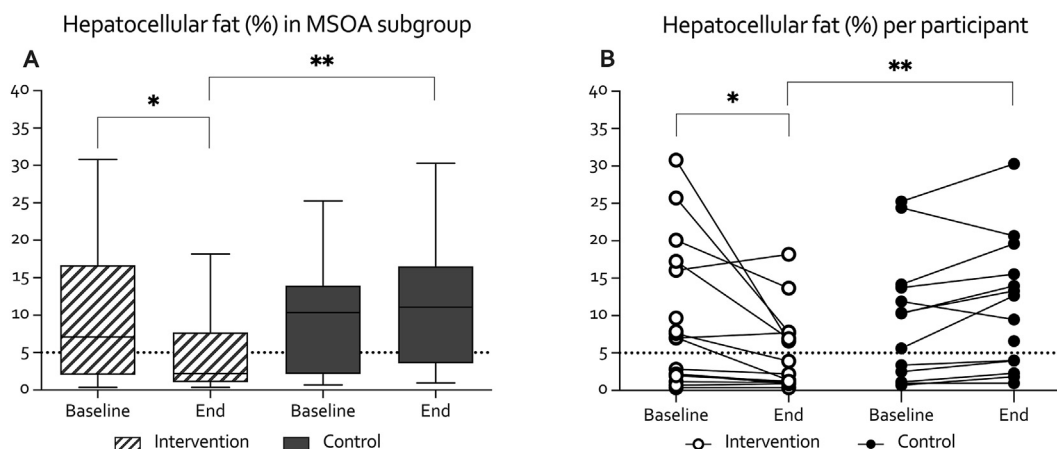 Hepatocellular fat (%) in MSOA subgroup
A
**
*
40
35
30
25
20
15
10
5
0
Baseline
End
Baseline
End
Intervention
Control
Hepatocellular fat (%) per participant
B
**
*
40
35
30
25
20
15
10
5
0
Baseline
End
Baseline
End
Intervention
Control